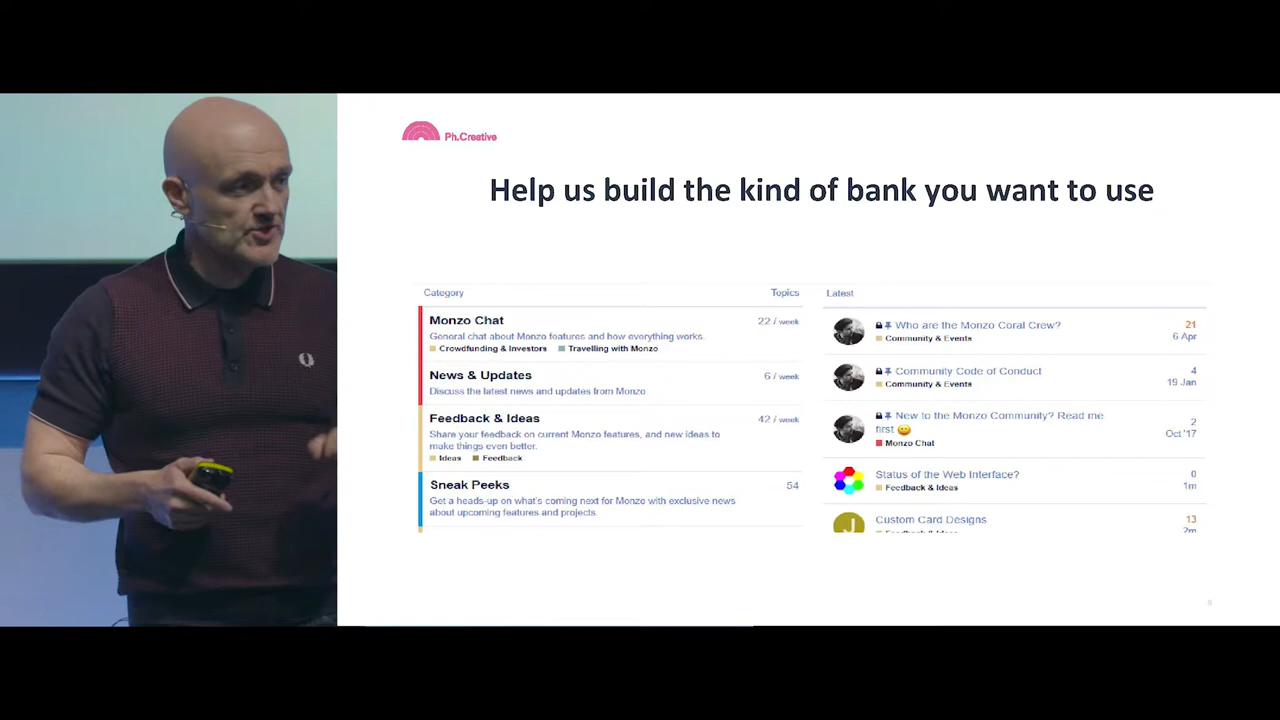 Ph.Creative
Help us build the kind of bank you want to use
Category Topics
Monzo Chat 22 / week
General chat about Monzo features and how everything works.
Crowdfunding & Investors Travelling with Monzo
News & Updates 6 / week
Discuss the latest news and updates from Monzo
Feedback & Ideas 42 / week
Share your feedback on current Monzo features, and new ideas to
make things even better.
Ideas Feedback
Sneak Peeks 54
Get a heads-up on what's coming next for Monzo with exclusive news
about upcoming features and projects.
Latest
Who are the Monzo Coral Crew? 21
Community & Events 6 Apr
Community Code of Conduct 4
Community & Events 19 Jan
New to the Monzo Community? Read me
first 😀 2
Monzo Chat Oct '17
Status of the Web Interface? 0
Feedback & Ideas 1m
J
Custom Card Designs 13
Feedback & Ideas 2m